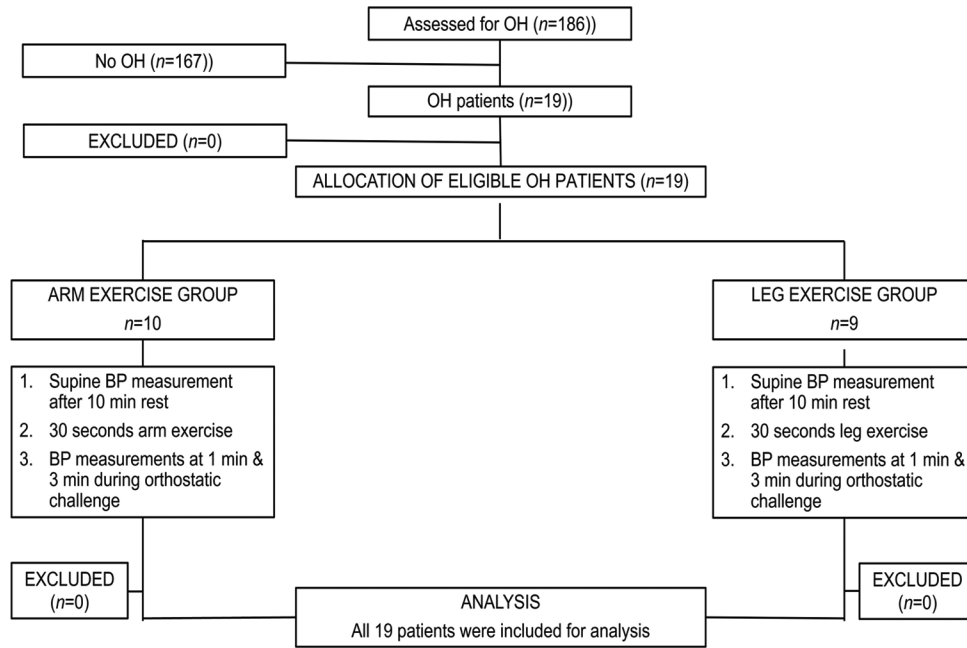 Assessed for OH (n=186))
No OH (n=167))
OH patients (n=19))
EXCLUDED (n=0)
ALLOCATION OF ELIGIBLE OH PATIENTS (n=19)
ARM EXERCISE GROUP
n=10
LEG EXERCISE GROUP
n=9
1. Supine BP measurement
after 10 min rest
2. 30 seconds arm exercise
3. BP measurements at 1 min &
3 min during orthostatic
challenge
1. Supine BP measurement
after 10 min rest
2. 30 seconds leg exercise
3. BP measurements at 1 min &
3 min during orthostatic
challenge
EXCLUDED
(n=0)
EXCLUDED
(n=0)
ANALYSIS
All 19 patients were included for analysis